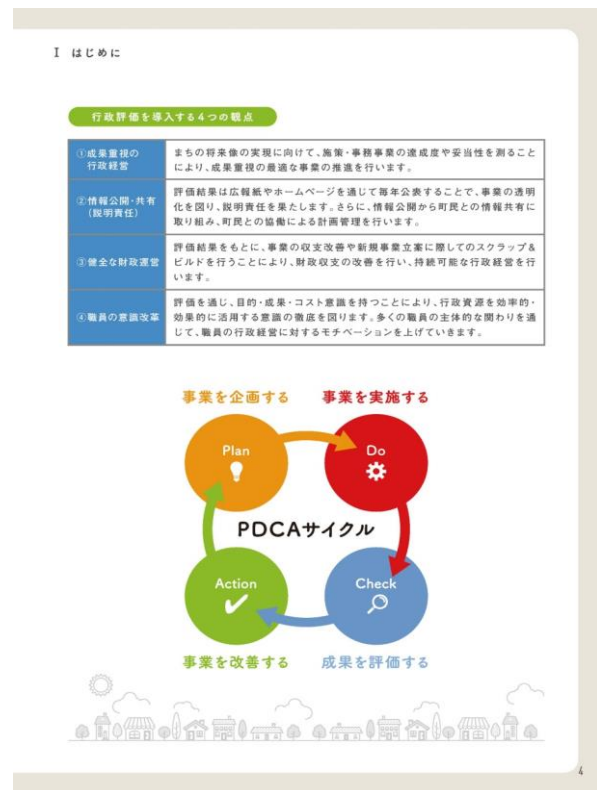 I はじめに
行政評価を導入する4つの観点
①成果重視の
行政経営
まちの将来像の実現に向けて、施策・事務事業の達成度や妥当性を測ること
により、成果重視の最適な事業の推進を行います。
②情報公開・共有
(説明責任)
評価結果は広報紙やホームページを通じて毎年公表することで、事業の透明
化を図り、説明責任を果たします。さらに、情報公開から町民との情報共有に
取り組み、町民との協働による計画管理を行います。
③健全な財政運営
評価結果をもとに、事業の収支改善や新規事業立案に際してのスクラップ&
ビルドを行うことにより、財政収支の改善を行い、持続可能な行政経営を行
います。
④職員の意識改革
評価を通じ、目的・成果・コスト意識を持つことにより、行政資源を効率的・
効果的に活用する意識の徹底を図ります。多くの職員の主体的な関わりを通
じて、職員の行政経営に対するモチベーションを上げていきます。
事業を企画する
事業を実施する
Plan
Do
PDCAサイクル
Action
Check
事業を改善する
成果を評価する
4